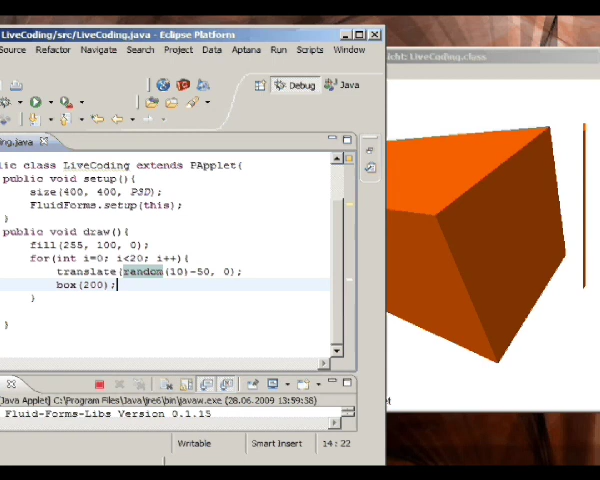 LiveCoding/src/LiveCoding.java - Eclipse Platform
Source Refactor Navigate Search Project Data Aptana Run Scripts Window
icht: LiveCoding.class
Debug Java
ng.java
blic class LiveCoding extends PApplet{
public void setup(){
size(400, 400, P3D);
FluidForms.setup(this);
}
public void draw(){
fill(255, 100, 0);
for(int i=0; i<20; i++){
translate(random(10)-50, 0);
box(200);
}
}
[Java Applet] C:\Program Files\Java\jre6\bin\javaw.exe (28.06.2009 13:59:38)
Fluid-Forms-Libs Version 0.1.15
Writable Smart Insert 14 : 22